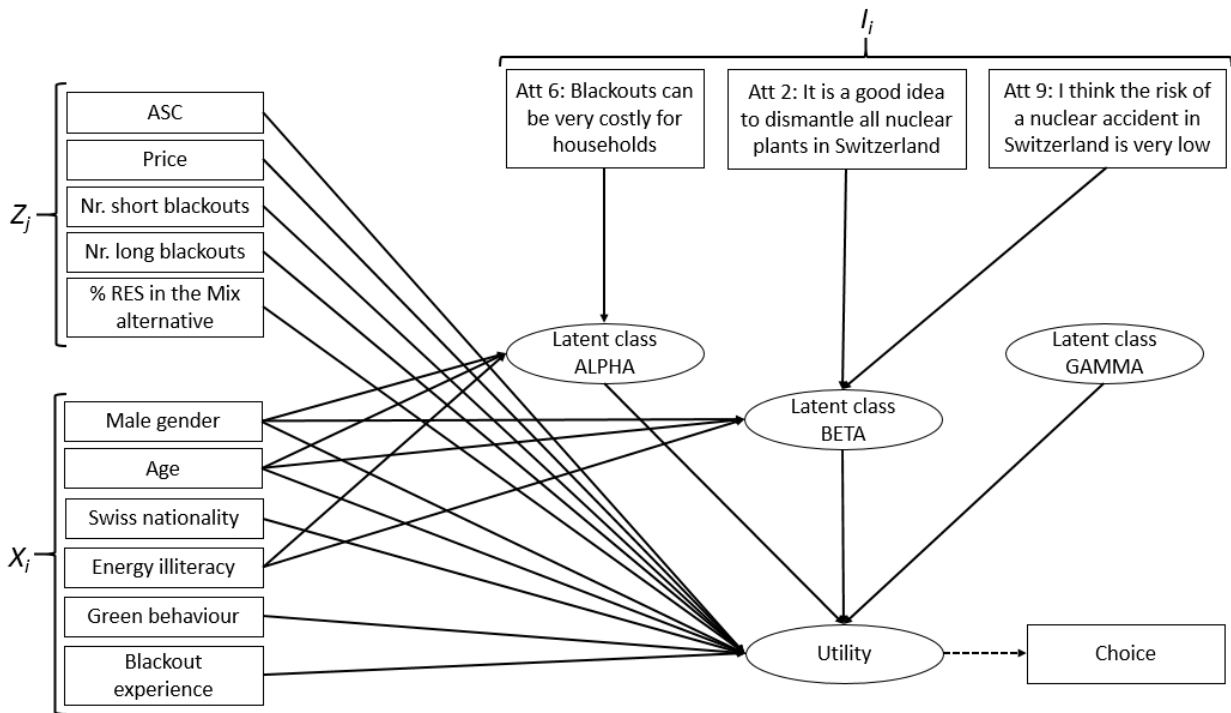 I_i
Att 6: Blackouts can
be very costly for
households
Att 2: It is a good idea
to dismantle all nuclear
plants in Switzerland
Att 9: I think the risk of
a nuclear accident in
Switzerland is very low
Z_j
ASC
Price
Nr. short blackouts
Nr. long blackouts
% RES in the Mix
alternative
Latent class
ALPHA
Latent class
BETA
Latent class
GAMMA
X_i
Male gender
Age
Swiss nationality
Energy illiteracy
Green behaviour
Blackout
experience
Utility
Choice